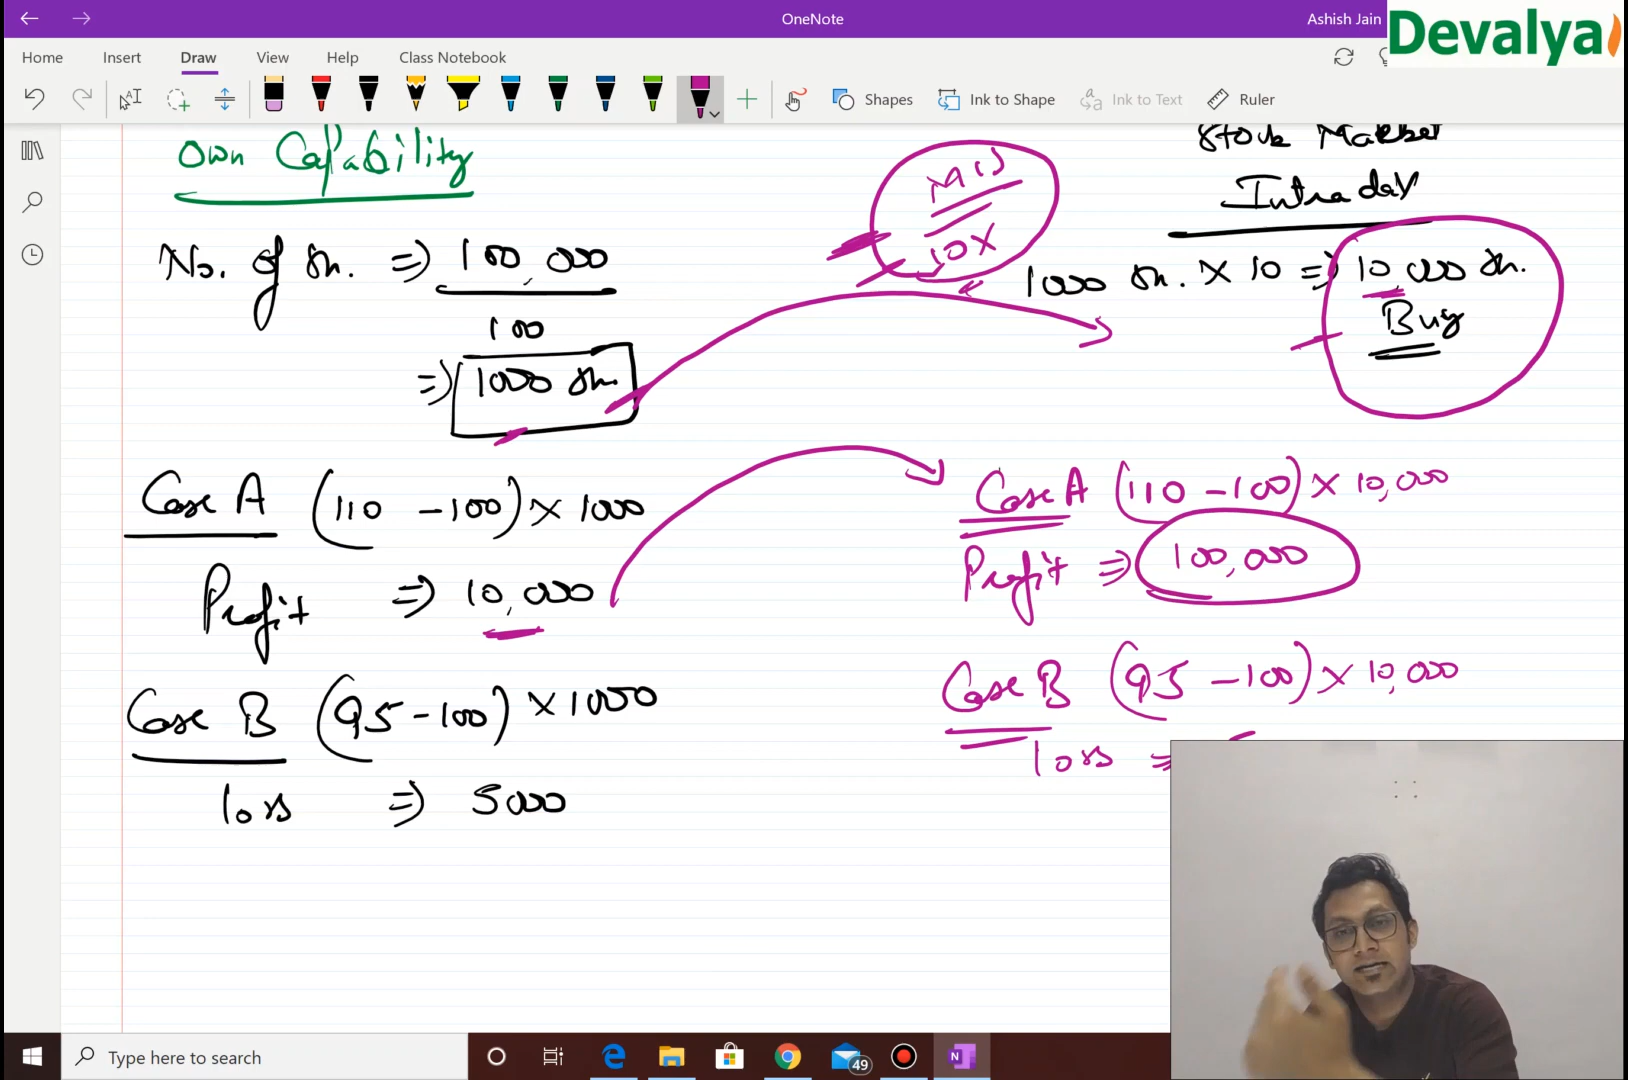 OneNote
Ashish Jain
Devalya
Home Insert Draw View Help Class Notebook
Shapes Ink to Shape Ink to Text Ruler
Own Capability
No. of sh. => 100,000
100
=> 1000 sh.
Case A (110 - 100) × 1000
Profit => 10,000
Case B (95 - 100) × 1000
loss => 5000
MIS
10X
Stock Market
Intraday
1000 sh. × 10 => 10,000 sh.
Buy
Case A (110 - 100) × 10,000
Profit => 100,000
Case B (95 - 100) × 10,000
loss =>
Type here to search
49
N